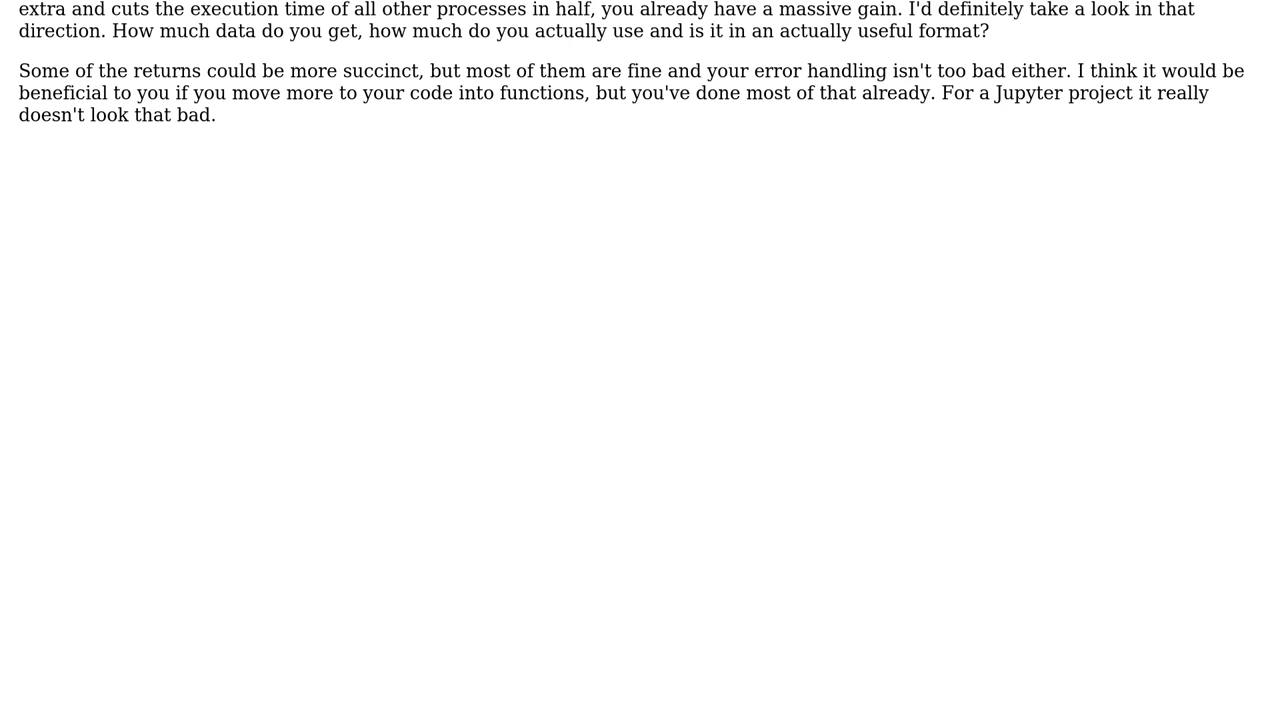 extra and cuts the execution time of all other processes in half, you already have a massive gain. I'd definitely take a look in that
direction. How much data do you get, how much do you actually use and is it in an actually useful format?
Some of the returns could be more succinct, but most of them are fine and your error handling isn't too bad either. I think it would be
beneficial to you if you move more to your code into functions, but you've done most of that already. For a Jupyter project it really
doesn't look that bad.